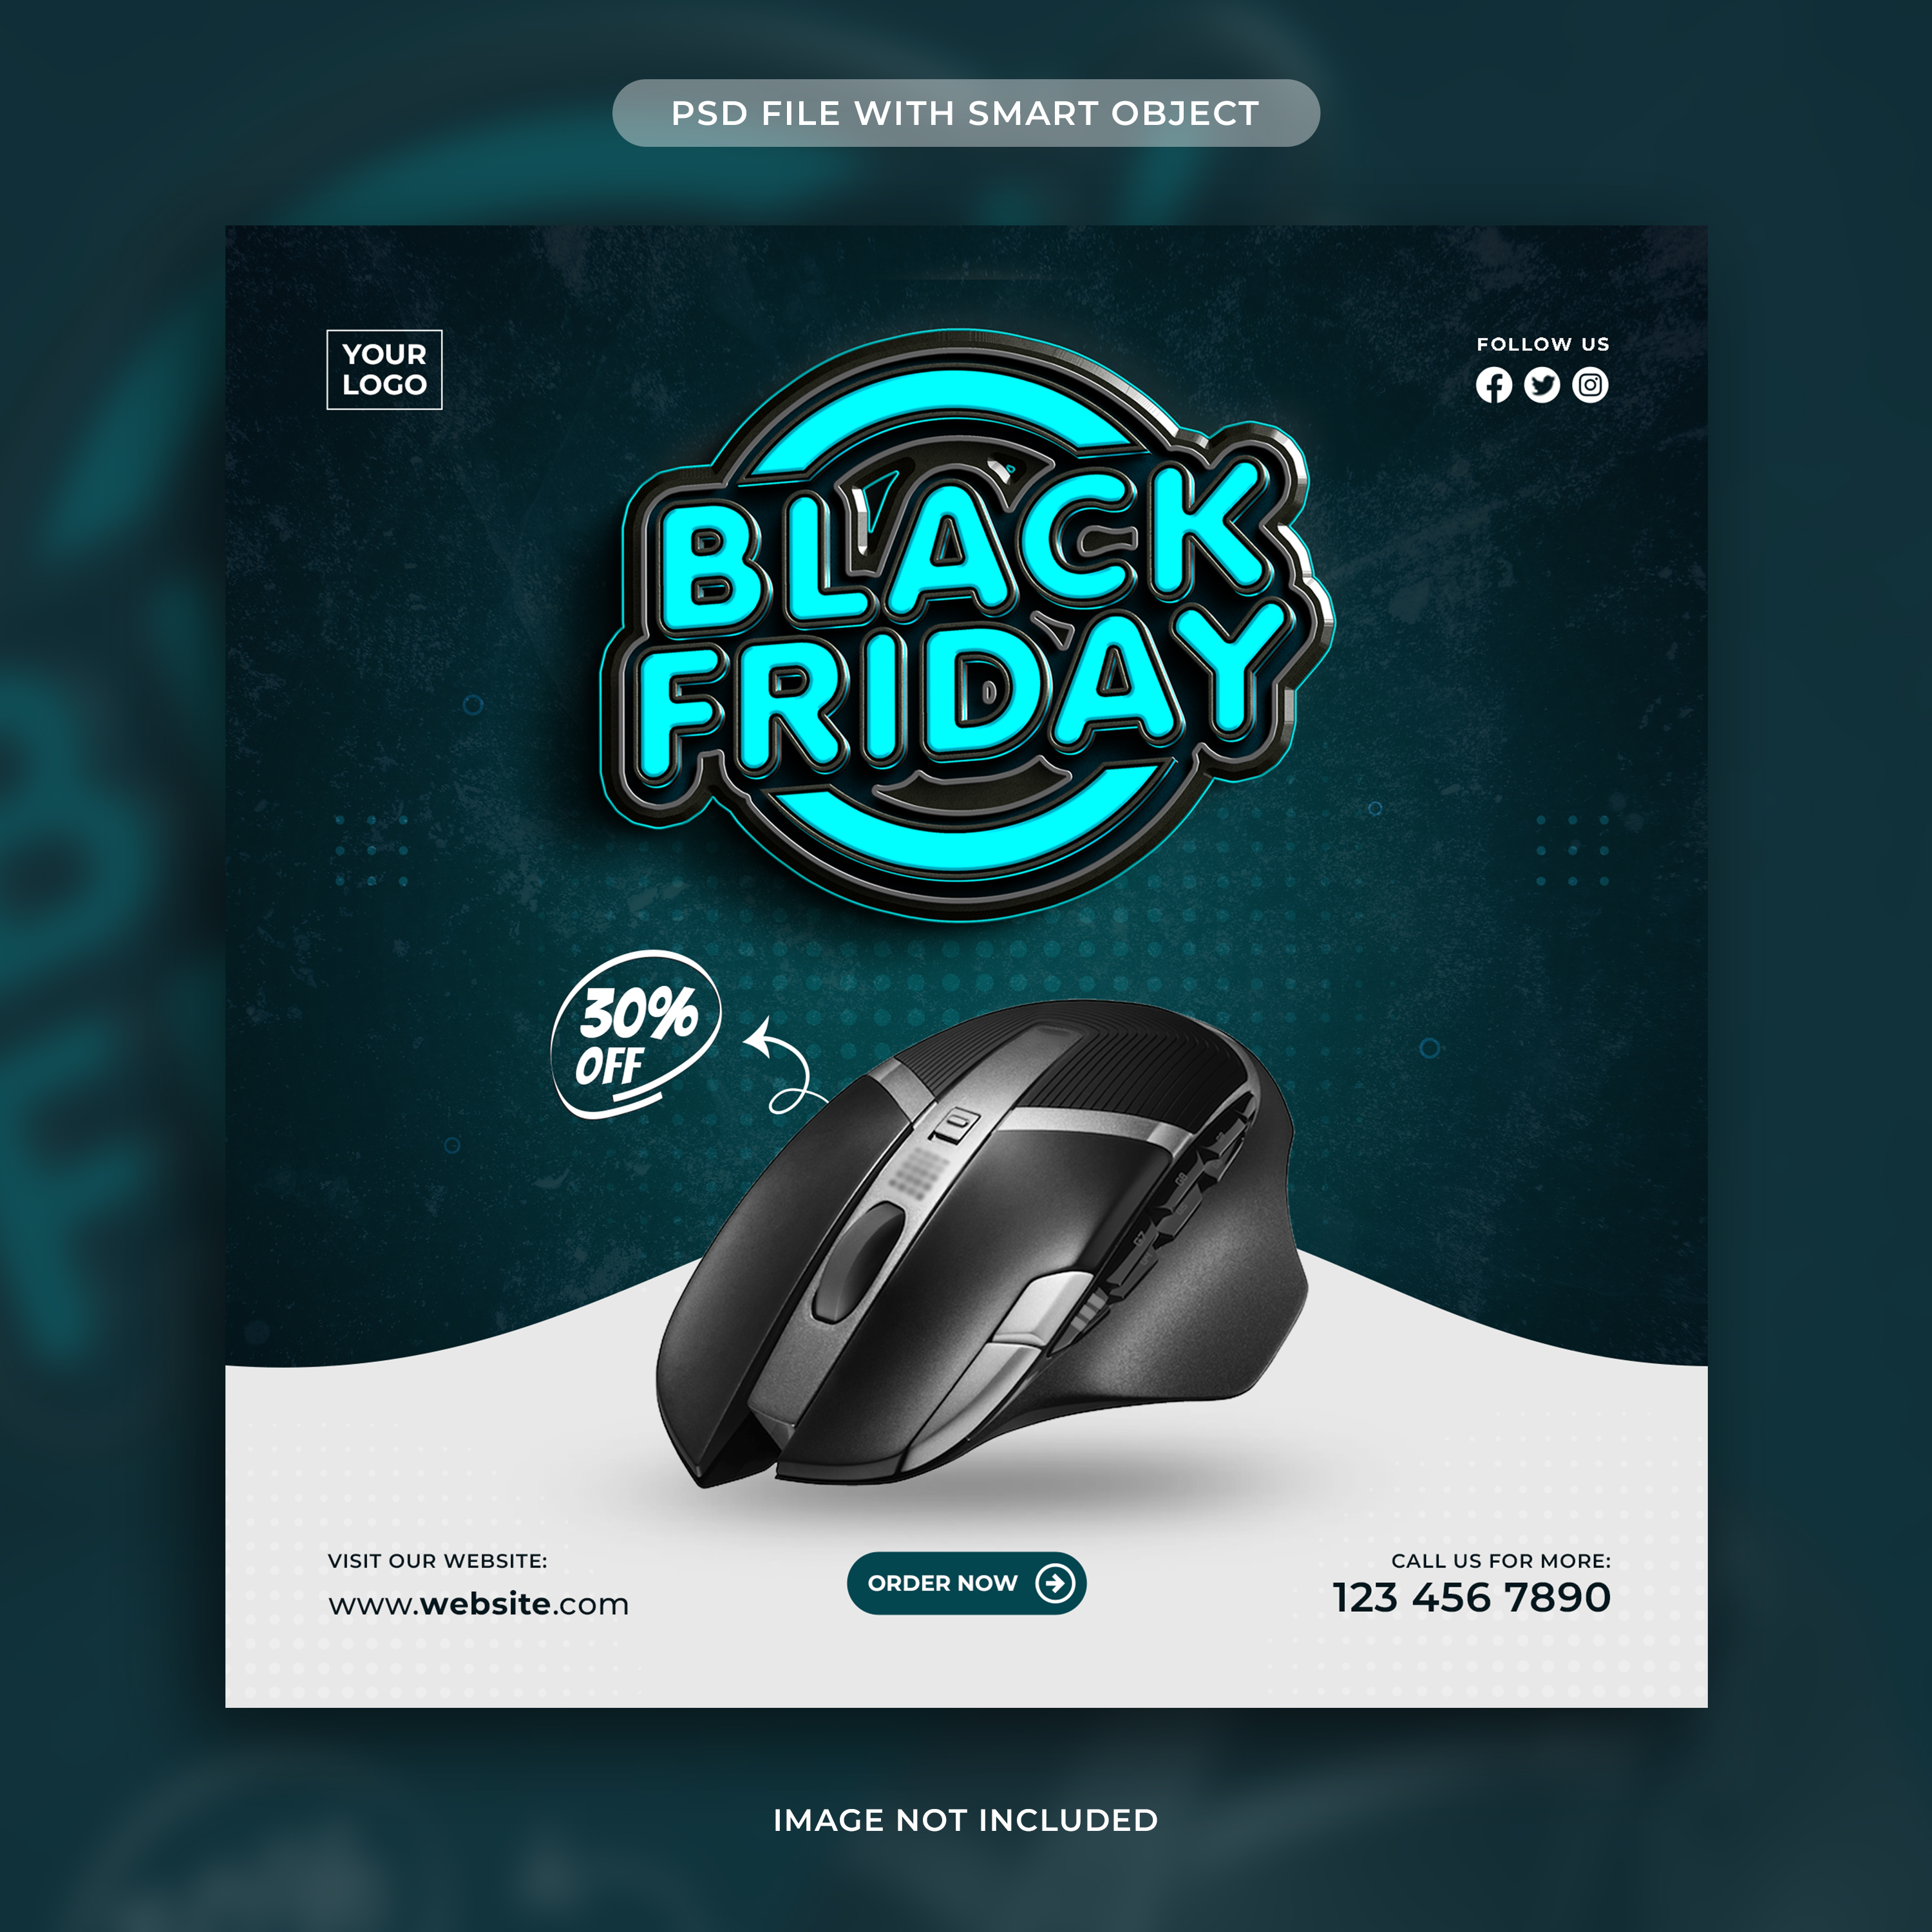 PSD FILE WITH SMART OBJECT
YOUR
LOGO
FOLLOW US
BLACK
FRIDAY
30%
OFF
VISIT OUR WEBSITE:
www.website.com
ORDER NOW
CALL US FOR MORE:
123 456 7890
IMAGE NOT INCLUDED